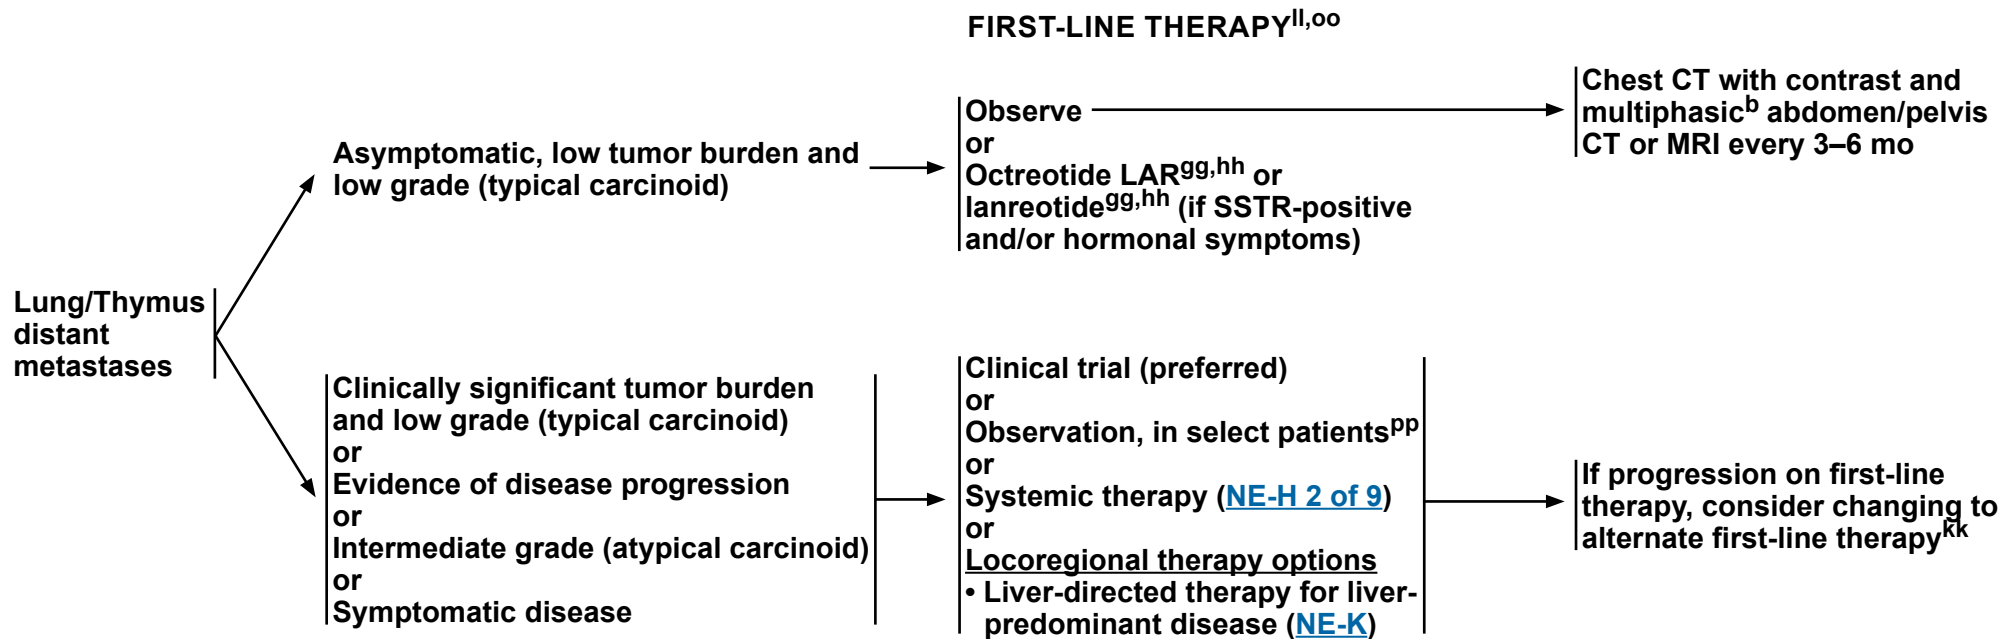 FIRST-LINE THERAPYll,oo
Lung/Thymus
distant
metastases
Asymptomatic, low tumor burden and
low grade (typical carcinoid)
Observe
or
Octreotide LARgg,hh or
lanreotidegg,hh (if SSTR-positive
and/or hormonal symptoms)
Chest CT with contrast and
multiphasicb abdomen/pelvis
CT or MRI every 3–6 mo
Clinically significant tumor burden
and low grade (typical carcinoid)
or
Evidence of disease progression
or
Intermediate grade (atypical carcinoid)
or
Symptomatic disease
Clinical trial (preferred)
or
Observation, in select patientspp
or
Systemic therapy (NE-H 2 of 9)
or
Locoregional therapy options
• Liver-directed therapy for liver-
predominant disease (NE-K)
If progression on first-line
therapy, consider changing to
alternate first-line therapykk